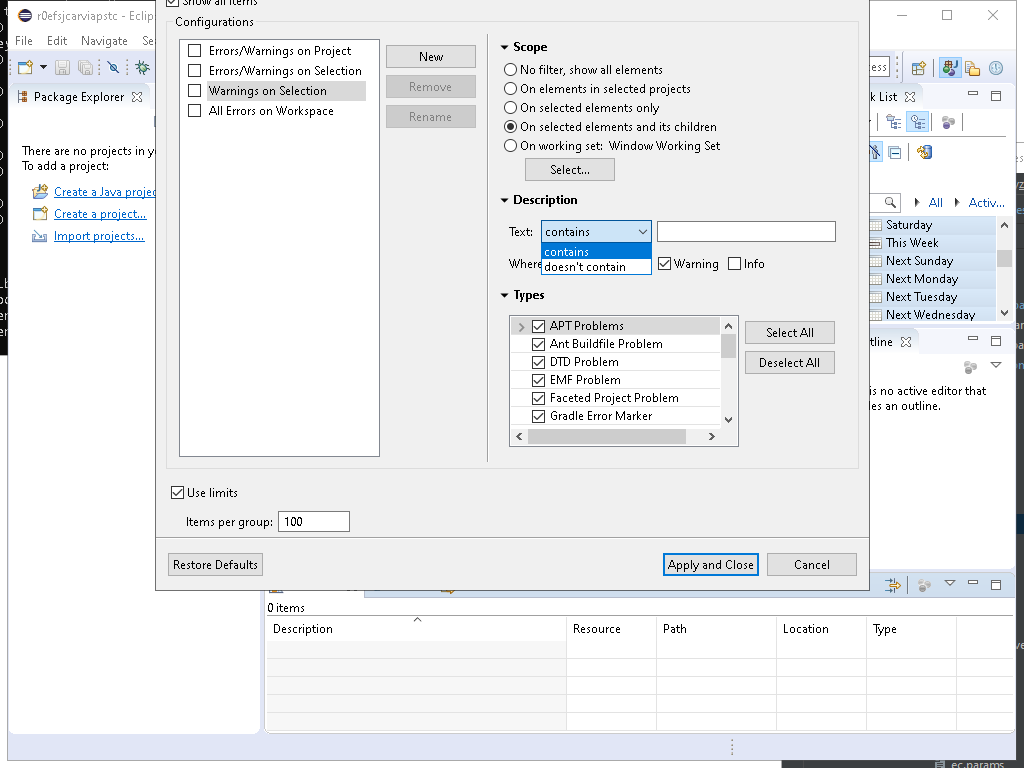 r0efsjcarviapstc - Eclips
Show all items
File Edit Navigate Se
Configurations
Errors/Warnings on Project
Errors/Warnings on Selection
Warnings on Selection
All Errors on Workspace
New
Remove
Rename
Scope
No filter, show all elements
On elements in selected projects
On selected elements only
On selected elements and its children
On working set: Window Working Set
Select...
Description
Text: contains
contains
doesn't contain
Where
Warning
Info
Types
APT Problems
Ant Buildfile Problem
DTD Problem
EMF Problem
Faceted Project Problem
Gradle Error Marker
Select All
Deselect All
Use limits
Items per group: 100
Restore Defaults
Apply and Close
Cancel
Package Explorer
There are no projects in y
To add a project:
Create a Java projec
Create a project...
Import projects...
ess
k List
All
Activ...
Saturday
This Week
Next Sunday
Next Monday
Next Tuesday
Next Wednesday
tline
is no active editor that
des an outline.
0 items
Description Resource Path Location Type
ec.params